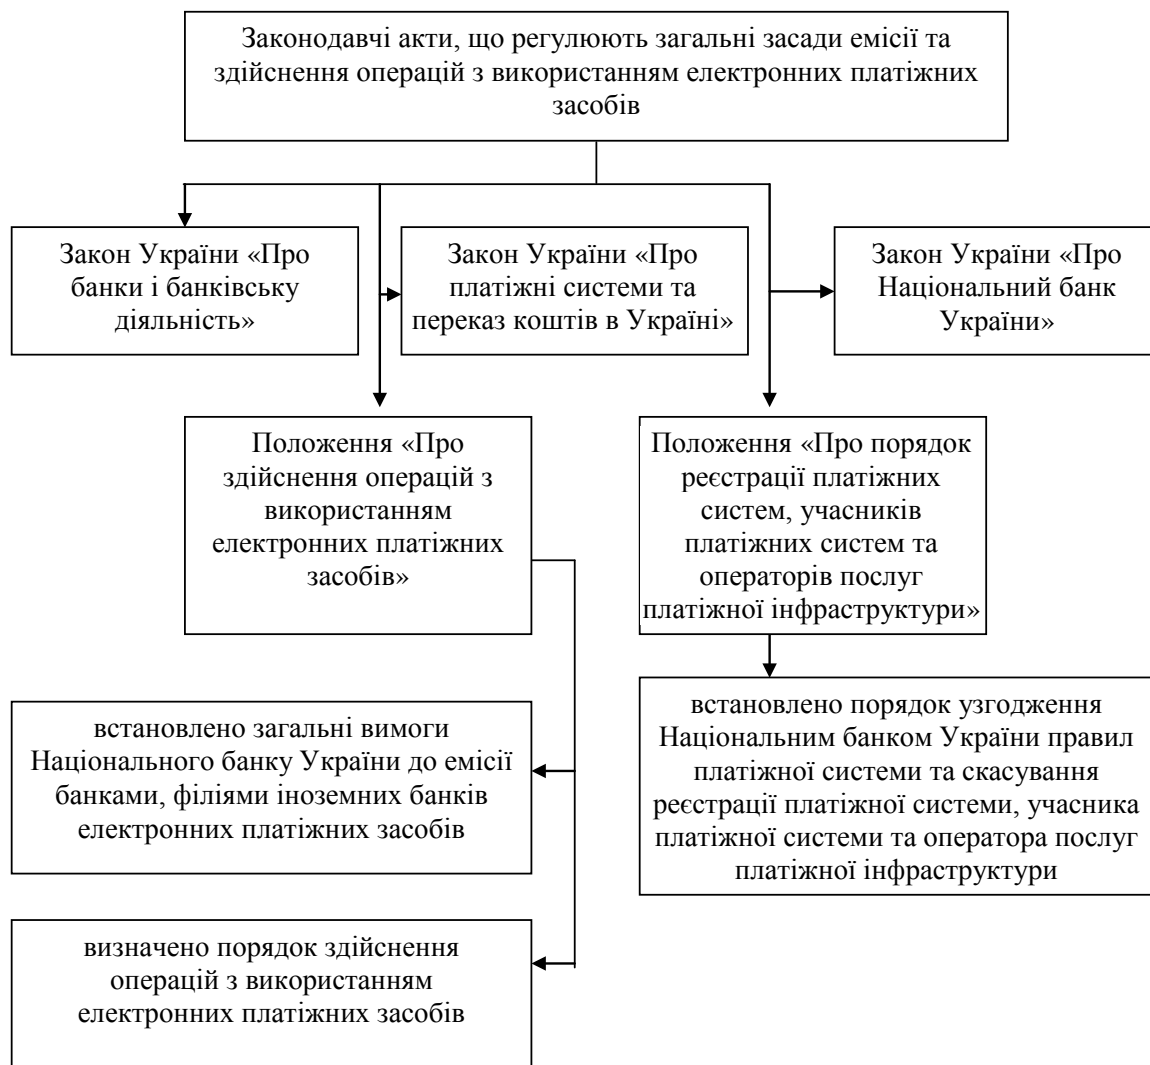 Законодавчі акти, що регулюють загальні засади емісії та
здійснення операцій з використанням електронних платіжних
засобів
Закон України «Про
банки і банківську
діяльність»
Закон України «Про
платіжні системи та
переказ коштів в Україні»
Закон України «Про
Національний банк
України»
Положення «Про
здійснення операцій з
використанням
електронних платіжних
засобів»
Положення «Про порядок
реєстрації платіжних
систем, учасників
платіжних систем та
операторів послуг
платіжної інфраструктури»
встановлено загальні вимоги
Національного банку України до емісії
банками, філіями іноземних банків
електронних платіжних засобів
встановлено порядок узгодження
Національним банком України правил
платіжної системи та скасування
реєстрації платіжної системи, учасника
платіжної системи та оператора послуг
платіжної інфраструктури
визначено порядок здійснення
операцій з використанням
електронних платіжних засобів